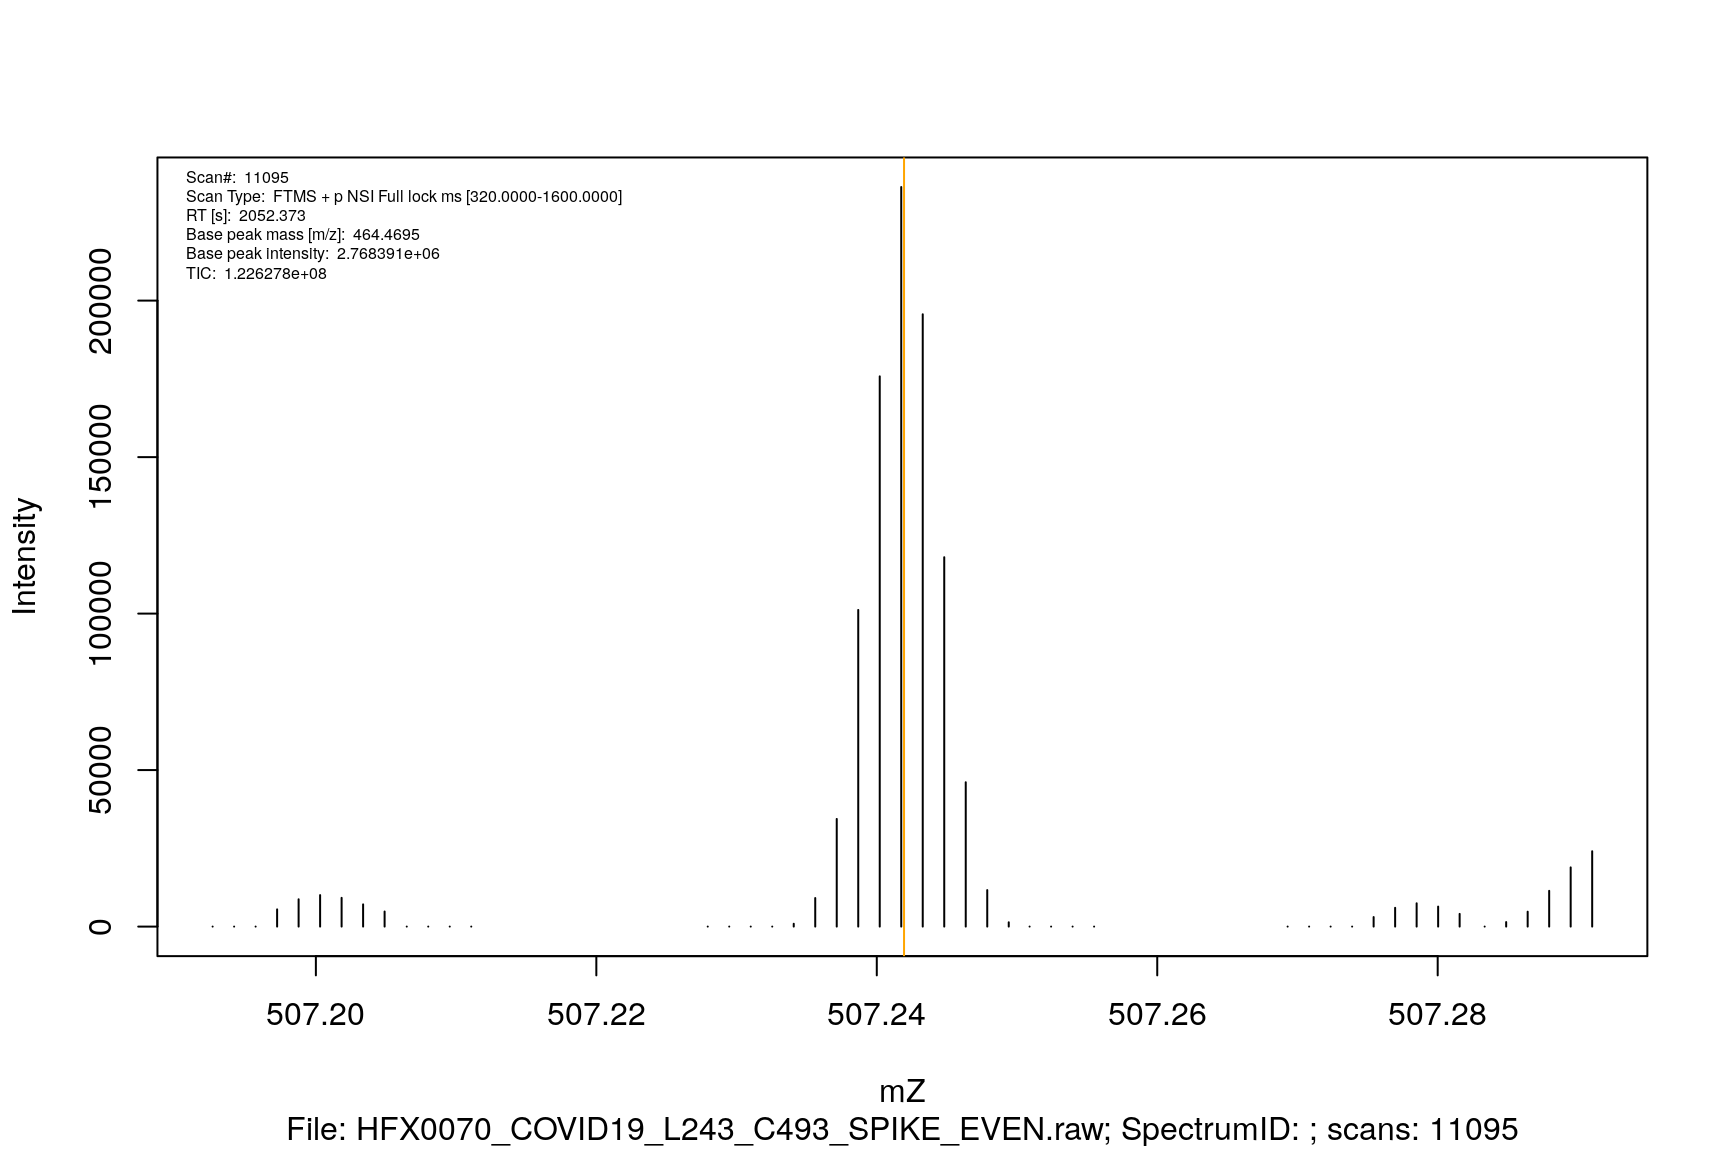 Scan#: 11095
Scan Type: FTMS + p NSI Full lock ms [320.0000-1600.0000]
RT [s]: 2052.373
Base peak mass [m/z]: 464.4695
Base peak intensity: 2.768391e+06
TIC: 1.226278e+08
Intensity
200000
150000
100000
50000
0
507.20 507.22 507.24 507.26 507.28
mZ
File: HFX0070_COVID19_L243_C493_SPIKE_EVEN.raw; SpectrumID: ; scans: 11095